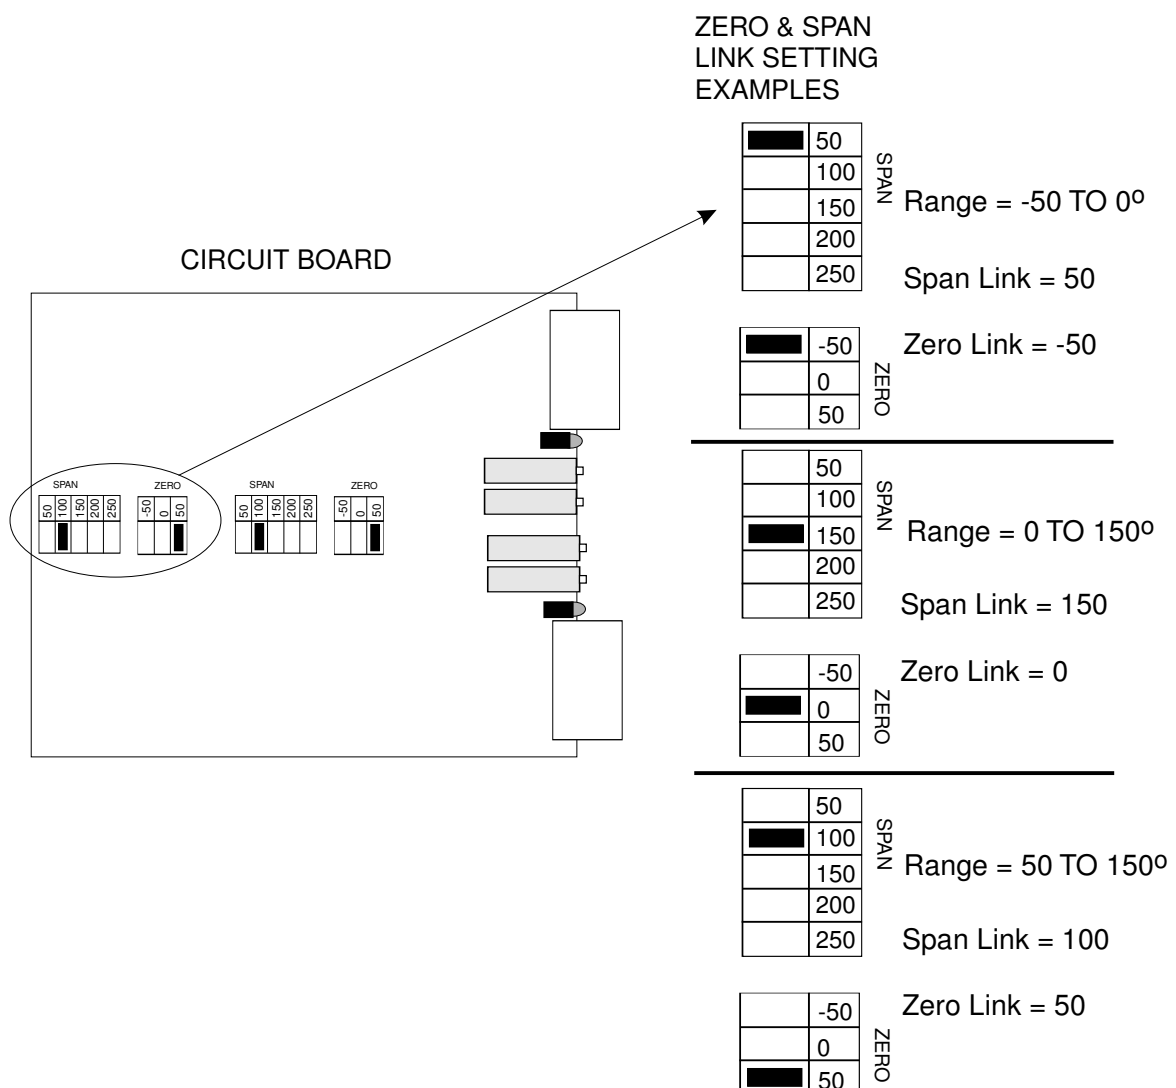 ZERO & SPAN
LINK SETTING
EXAMPLES
50
100
150
200
250
SPAN
Range = -50 TO 0º
Span Link = 50
-50
0
50
ZERO
Zero Link = -50
CIRCUIT BOARD
SPAN
50
100
150
200
250
ZERO
-50
0
50
SPAN
50
100
150
200
250
ZERO
-50
0
50
50
100
150
200
250
SPAN
Range = 0 TO 150º
Span Link = 150
-50
0
50
ZERO
Zero Link = 0
50
100
150
200
250
SPAN
Range = 50 TO 150º
Span Link = 100
-50
0
50
ZERO
Zero Link = 50